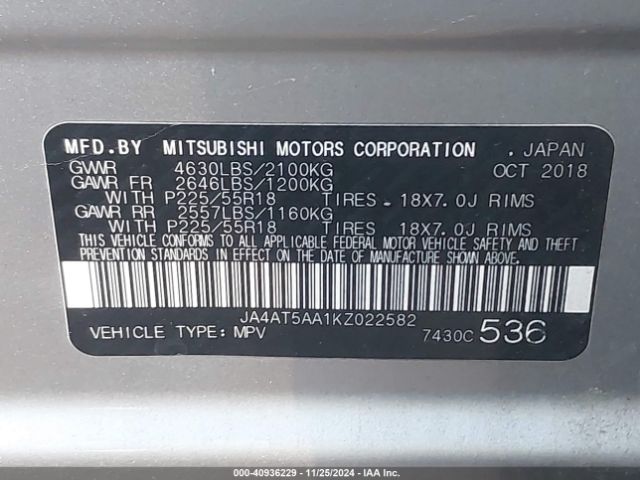 MFD.BY MITSUBISHI MOTORS CORPORATION . JAPAN
GVWR 4630LBS/2100KG OCT 2018
GAWR FR 2646LBS/1200KG
WITH P225/55R18 TIRES 18X7.0J RIMS
GAWR RR 2557LBS/1160KG
WITH P225/55R18 TIRES 18X7.0J RIMS
THIS VEHICLE CONFORMS TO ALL APPLICABLE FEDERAL MOTOR VEHICLE SAFETY AND THEFT
PREVENTION STANDARDS IN EFFECT ON THE DATE OF MANUFACTURE SHOWN ABOVE.
JA4AT5AA1KZ022582
VEHICLE TYPE: MPV 7430C 536
000-40936229 - 11/25/2024 - IAAI.com